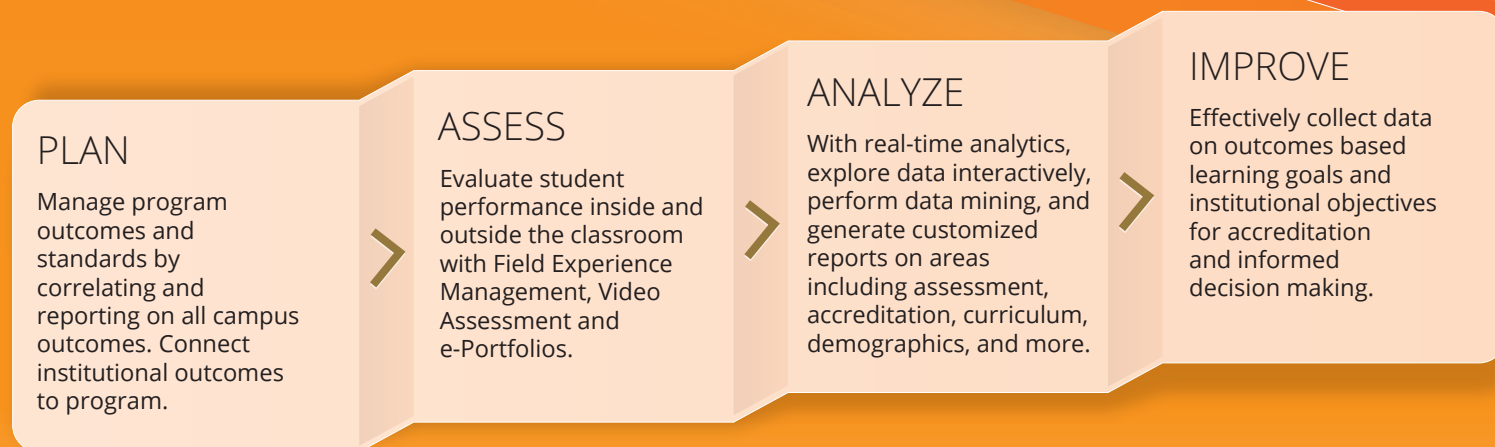 PLAN
Manage program
outcomes and
standards by
correlating and
reporting on all campus
outcomes. Connect
institutional outcomes
to program.
ASSESS
Evaluate student
performance inside and
outside the classroom
with Field Experience
Management, Video
Assessment and
e-Portfolios.
ANALYZE
With real-time analytics,
explore data interactively,
perform data mining, and
generate customized
reports on areas
including assessment,
accreditation, curriculum,
demographics, and more.
IMPROVE
Effectively collect data
on outcomes based
learning goals and
institutional objectives
for accreditation
and informed
decision making.